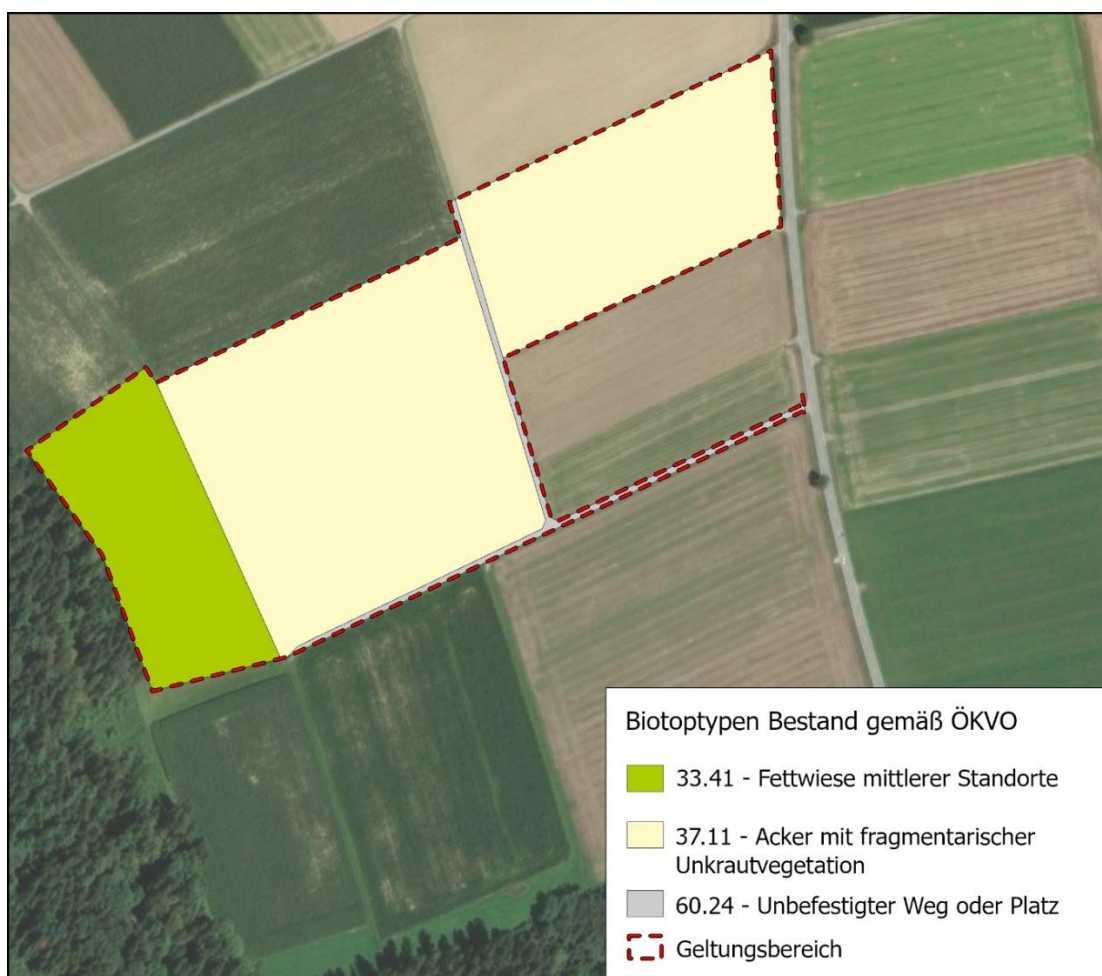 Biotoptypen Bestand gemäß ÖKVO
33.41 - Fettwiese mittlerer Standorte
37.11 - Acker mit fragmentarischer
Unkrautvegetation
60.24 - Unbefestigter Weg oder Platz
Geltungsbereich